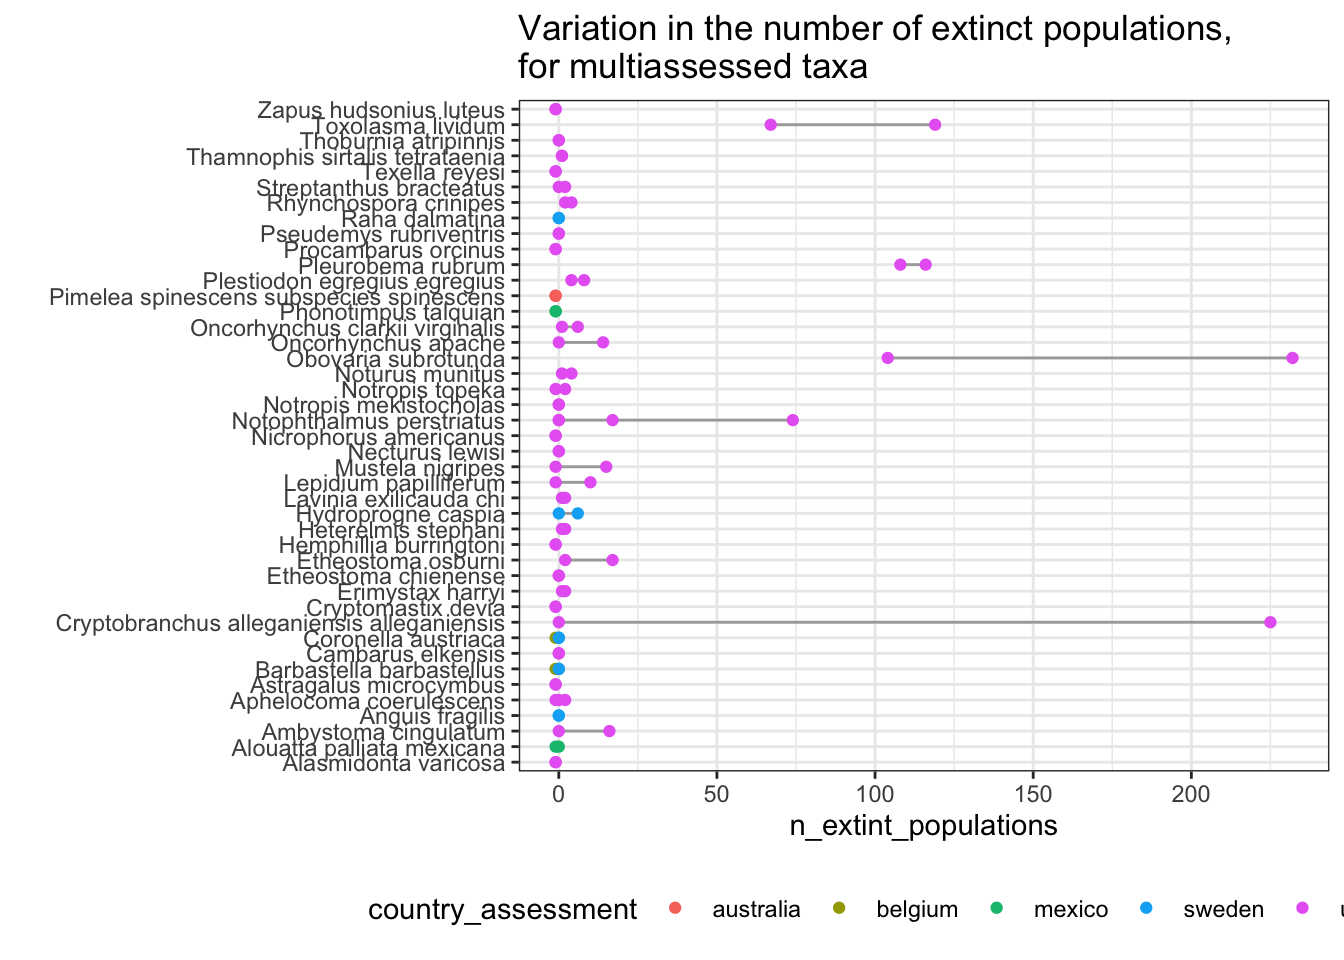 Variation in the number of extinct populations,
for multiassessed taxa
Zapus hudsonius luteus
Toxolasma lividum
Thoburnia atripinnis
Thamnophis sirtalis tetrataenia
Texella reyesi
Streptanthus bracteatus
Rhynchospora crinipes
Raha dalmatina
Pseudemys rubriventris
Procambarus orcinus
Pleurobema rubrum
Plestiodon egregius egregius
Pimelea spinescens subspecies spinescens
Phonotimpus talquian
Oncorhynchus clarkii virginalis
Oncorhynchus apache
Obovaria subrotunda
Noturus munitus
Notropis topeka
Notropis mekistocholas
Notophthalmus perstriatus
Nicrophorus americanus
Necturus lewisi
Mustela nigripes
Lepidium papilliferum
Lavinia exilicauda chi
Hydroprogne caspia
Heterelmis stephani
Hemphillia burringtoni
Etheostoma osburni
Etheostoma chienense
Erimystax harryi
Cryptomastix devia
Cryptobranchus alleganiensis alleganiensis
Coronella austriaca
Cambarus elkensis
Barbastella barbastellus
Astragalus microcymbus
Aphelocoma coerulescens
Anguis fragilis
Ambystoma cingulatum
Alouatta palliata mexicana
Alasmidonta varicosa
0 50 100 150 200
n_extint_populations
country_assessment australia belgium mexico sweden